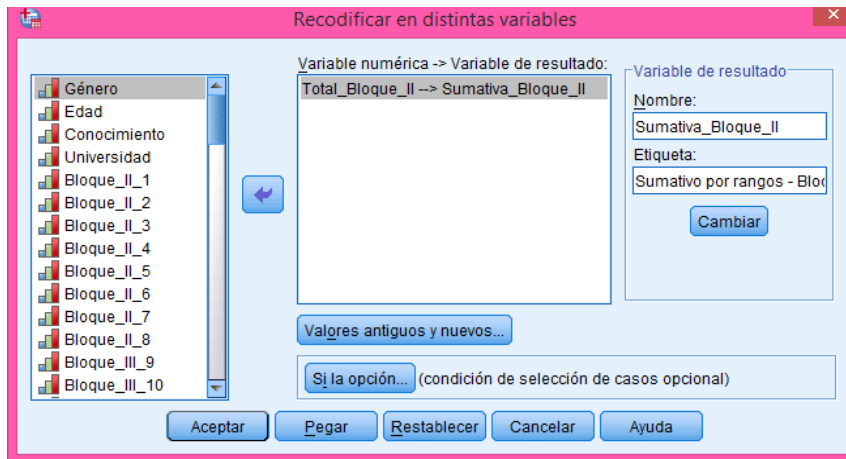 Recodificar en distintas variables
Género
Edad
Conocimiento
Universidad
Bloque_II_1
Bloque_II_2
Bloque_II_3
Bloque_II_4
Bloque_II_5
Bloque_II_6
Bloque_II_7
Bloque_II_8
Bloque_III_9
Bloque_III_10
Variable numérica -> Variable de resultado:
Total_Bloque_II --> Sumativa_Bloque_II
Variable de resultado
Nombre:
Sumativa_Bloque_II
Etiqueta:
Sumativo por rangos - Bloc
Cambiar
Valores antiguos y nuevos...
Si la opción... (condición de selección de casos opcional)
Aceptar Pegar Restablecer Cancelar Ayuda